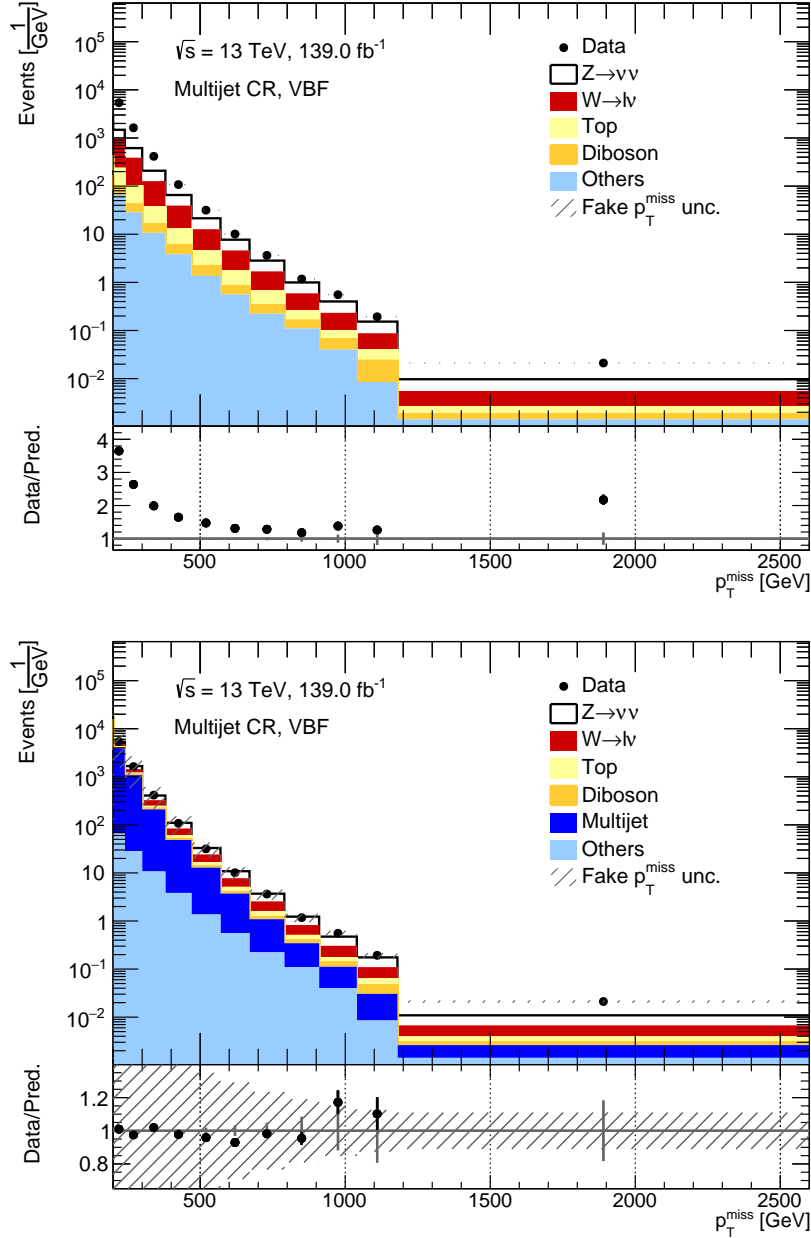 Events [1/GeV]
√s = 13 TeV, 139.0 fb⁻¹
Multijet CR, VBF
Data
Z→νν
W→lν
Top
Diboson
Others
Fake p_T^miss unc.
10⁵
10⁴
10³
10²
10
1
10⁻¹
10⁻²
Data/Pred.
4
3
2
1
500 1000 1500 2000 2500
p_T^miss [GeV]
Events [1/GeV]
√s = 13 TeV, 139.0 fb⁻¹
Multijet CR, VBF
Data
Z→νν
W→lν
Top
Diboson
Multijet
Others
Fake p_T^miss unc.
10⁵
10⁴
10³
10²
10
1
10⁻¹
10⁻²
Data/Pred.
1.2
1
0.8
500 1000 1500 2000 2500
p_T^miss [GeV]